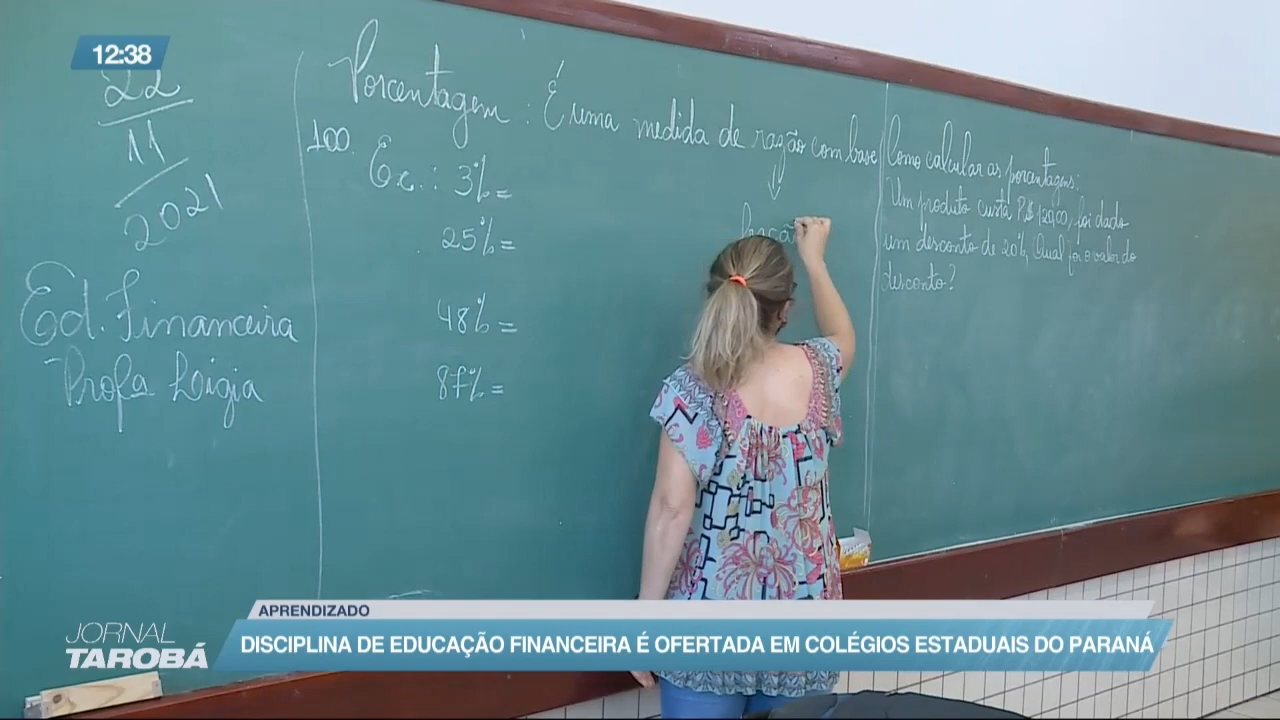 12:38
22
11
2021
Ed. Financeira
Profª Ligia
Porcentagem : É uma medida de razão com base
100.
Ex.: 3% =
25% =
48% =
87% =
Como calcular as porcentagens:
Um produto custa R$ 120,00, foi dado
um desconto de 20%, Qual foi o valor do
desconto?
APRENDIZADO
DISCIPLINA DE EDUCAÇÃO FINANCEIRA É OFERTADA EM COLÉGIOS ESTADUAIS DO PARANÁ
JORNAL
TAROBÁ